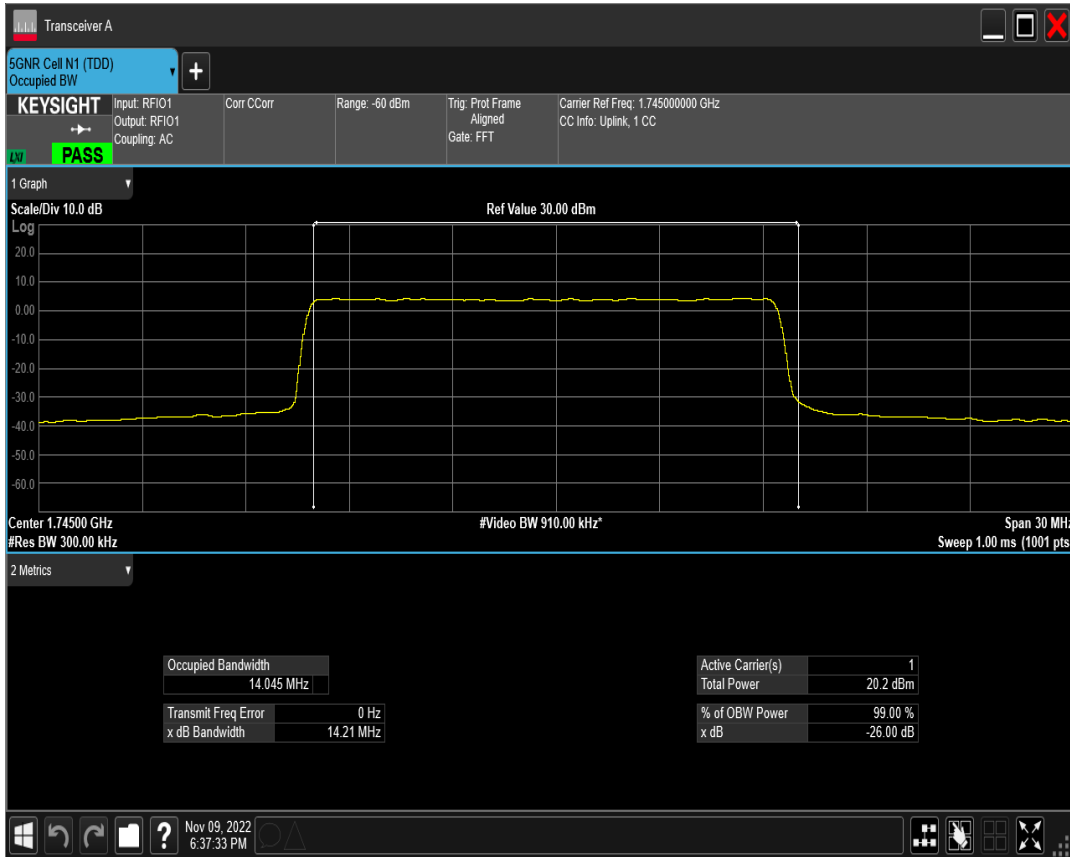 Transceiver A
5GNR Cell N1 (TDD)
Occupied BW
+
KEYSIGHT
LXI
PASS
Input: RFIO1
Output: RFIO1
Coupling: AC
Corr CCorr
Range: -60 dBm
Trig: Prot Frame
Aligned
Gate: FFT
Carrier Ref Freq: 1.745000000 GHz
CC Info: Uplink, 1 CC
1 Graph
Scale/Div 10.0 dB
Ref Value 30.00 dBm
Log
20.0
10.0
0.00
-10.0
-20.0
-30.0
-40.0
-50.0
-60.0
Center 1.74500 GHz
#Video BW 910.00 kHz*
Span 30 MHz
#Res BW 300.00 kHz
Sweep 1.00 ms (1001 pts
2 Metrics
Occupied Bandwidth
14.045 MHz
Transmit Freq Error 0 Hz
x dB Bandwidth 14.21 MHz
Active Carrier(s) 1
Total Power 20.2 dBm
% of OBW Power 99.00 %
x dB -26.00 dB
?
Nov 09, 2022
6:37:33 PM